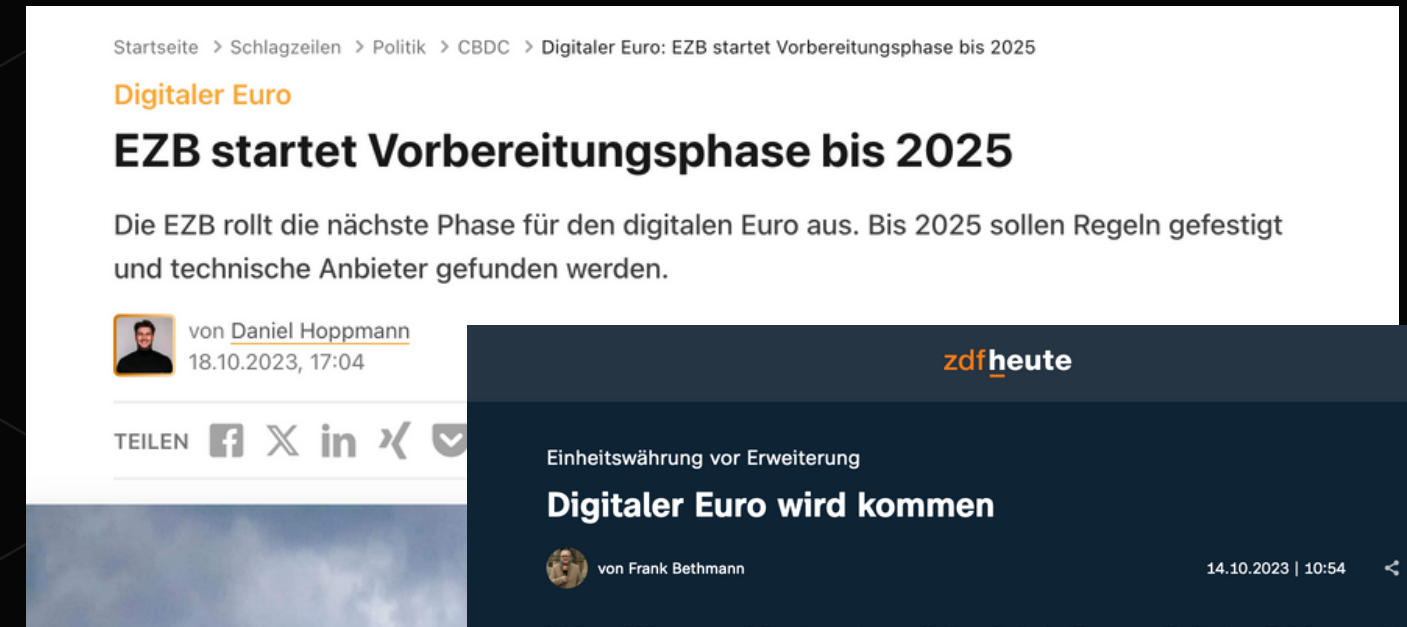 Startseite > Schlagzeilen > Politik > CBDC > Digitaler Euro: EZB startet Vorbereitungsphase bis 2025
Digitaler Euro
EZB startet Vorbereitungsphase bis 2025
Die EZB rollt die nächste Phase für den digitalen Euro aus. Bis 2025 sollen Regeln gefestigt
und technische Anbieter gefunden werden.
von Daniel Hoppmann
18.10.2023, 17:04
TEILEN
zdfheute
Einheitswährung vor Erweiterung
Digitaler Euro wird kommen
von Frank Bethmann
14.10.2023 | 10:54